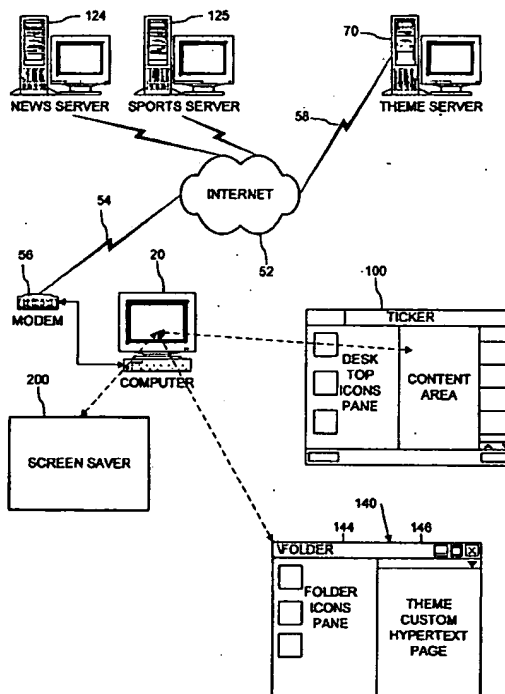 124
125
70
NEWS SERVER
SPORTS SERVER
THEME SERVER
58
INTERNET
54
52
56
20
MODEM
COMPUTER
100
TICKER
DESK
TOP
ICONS
PANE
CONTENT
AREA
200
SCREEN SAVER
140
144
146
\FOLDER
FOLDER
ICONS
PANE
THEME
CUSTOM
HYPERTEXT
PAGE